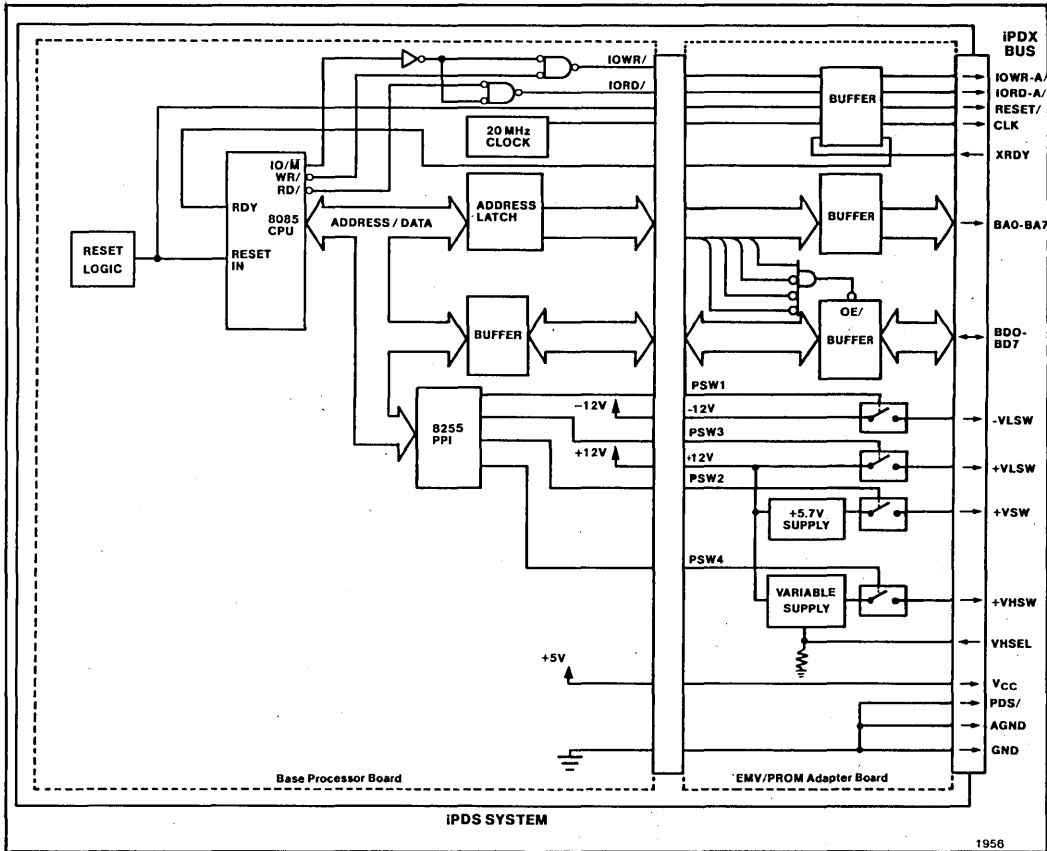 iPDX
BUS
IOWR/
IORD/
IOWR-A/
IORD-A/
RESET/
CLK
XRDY
BUFFER
20 MHz
CLOCK
IO/M̅
WR/
RD/
RDY
8085
CPU
RESET
IN
RESET
LOGIC
ADDRESS / DATA
ADDRESS
LATCH
BUFFER
BA0-BA7
BUFFER
OE/
BUFFER
BD0-
BD7
8255
PPI
PSW1
-12V
-12V
-VLSW
PSW3
+12V
+12V
+VLSW
PSW2
+5.7V
SUPPLY
+VSW
PSW4
VARIABLE
SUPPLY
+VHSW
VHSEL
+5V
VCC
PDS/
AGND
GND
Base Processor Board
EMV/PROM Adapter Board
iPDS SYSTEM
1956